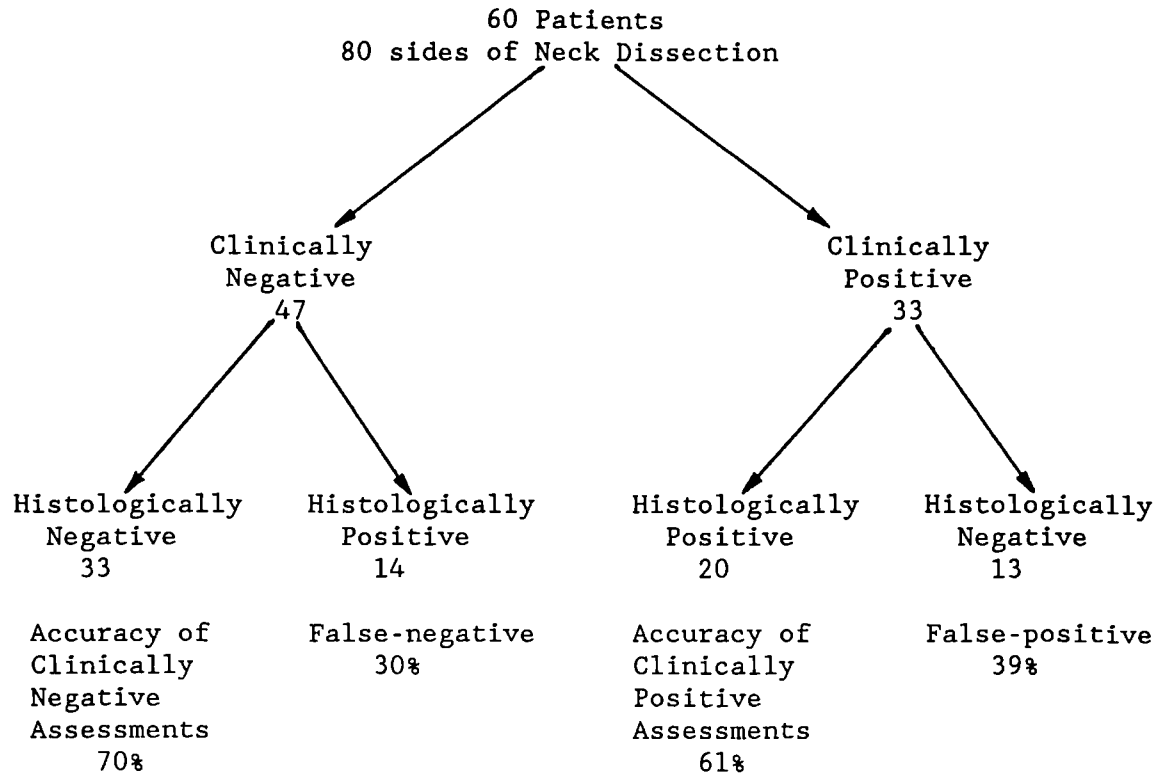 60 Patients
80 sides of Neck Dissection
Clinically
Negative
47
Clinically
Positive
33
Histologically
Negative
33
Histologically
Positive
14
Histologically
Positive
20
Histologically
Negative
13
Accuracy of
Clinically
Negative
Assessments
70%
False-negative
30%
Accuracy of
Clinically
Positive
Assessments
61%
False-positive
39%